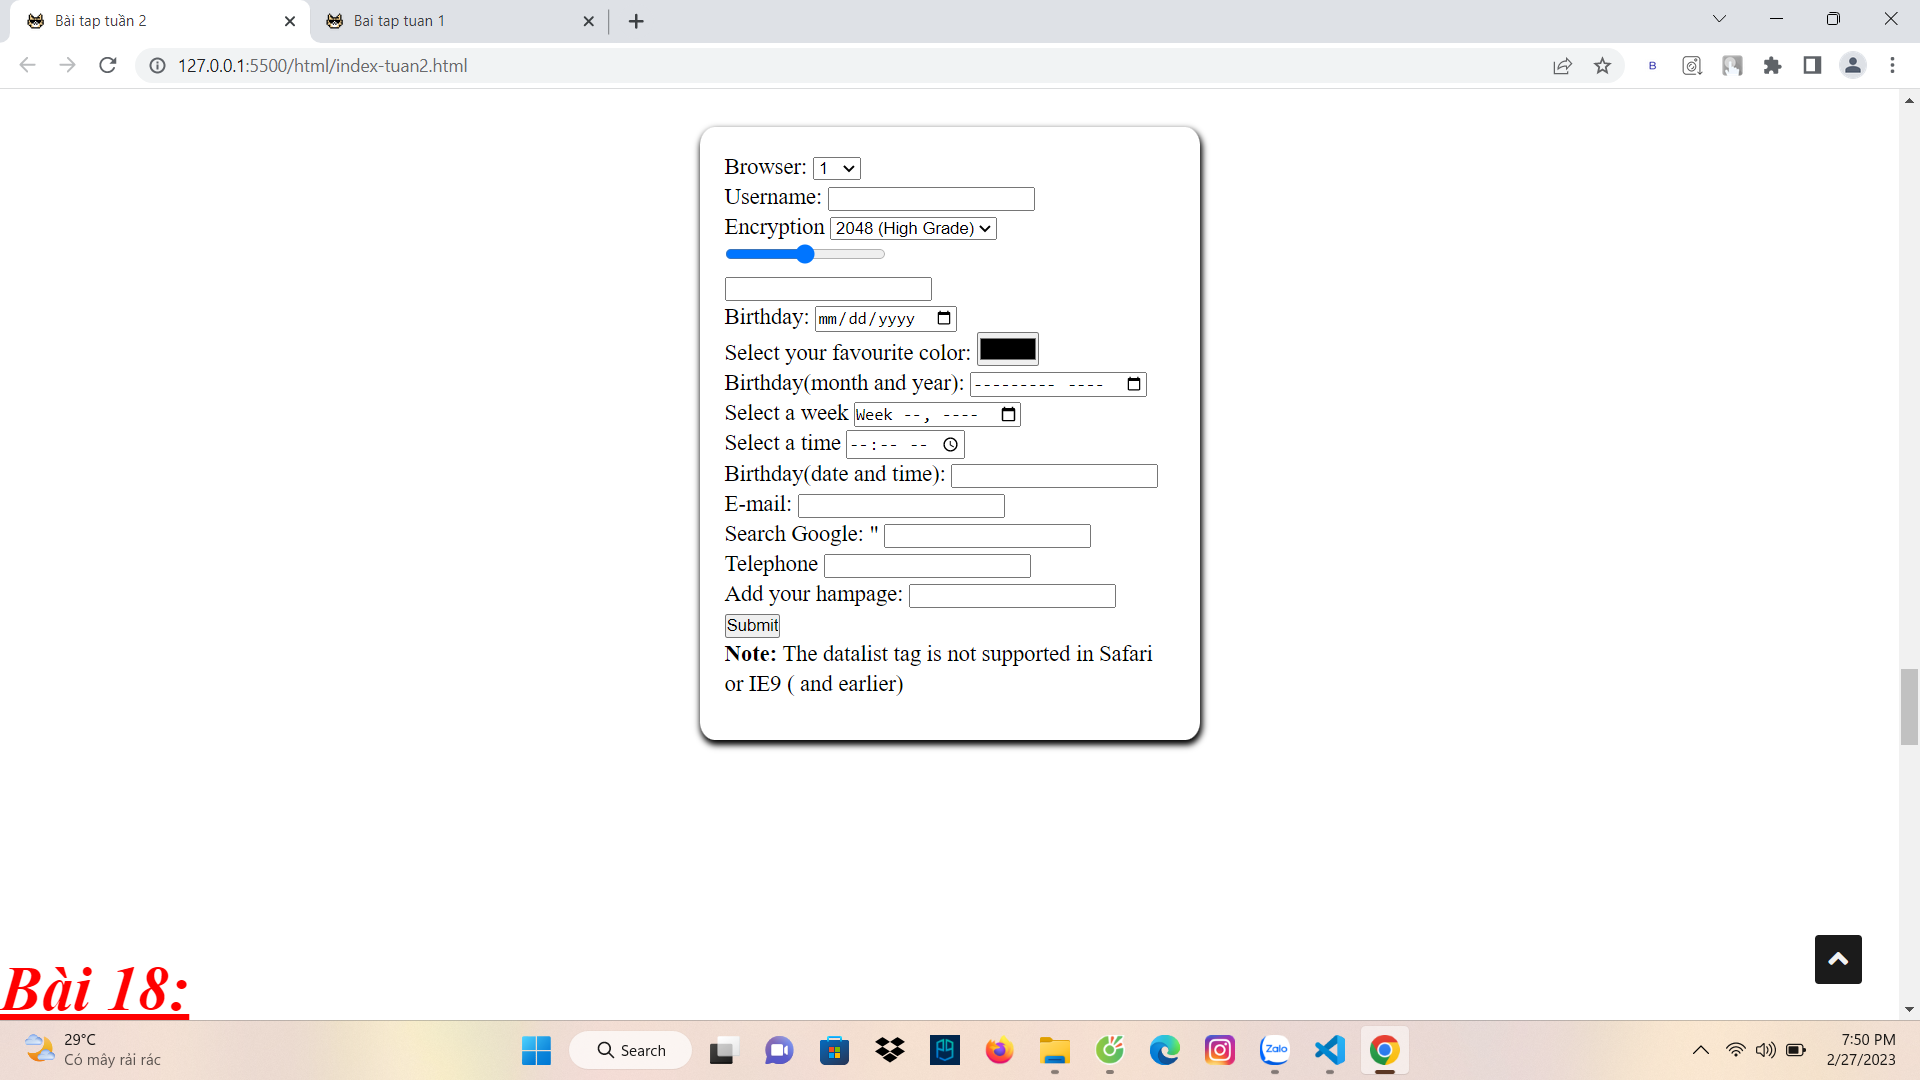 Bài tap tuần 2
Bai tap tuan 1
127.0.0.1:5500/html/index-tuan2.html
B
Browser: 1
Username:
Encryption 2048 (High Grade)
Birthday: mm/dd/yyyy
Select your favourite color:
Birthday(month and year): --------- ----
Select a week Week --, ----
Select a time --:-- --
Birthday(date and time):
E-mail:
Search Google: "
Telephone
Add your hampage:
Submit
Note: The datalist tag is not supported in Safari
or IE9 ( and earlier)
Bài 18:
29°C
Có mây rải rác
Search
Zalo
7:50 PM
2/27/2023